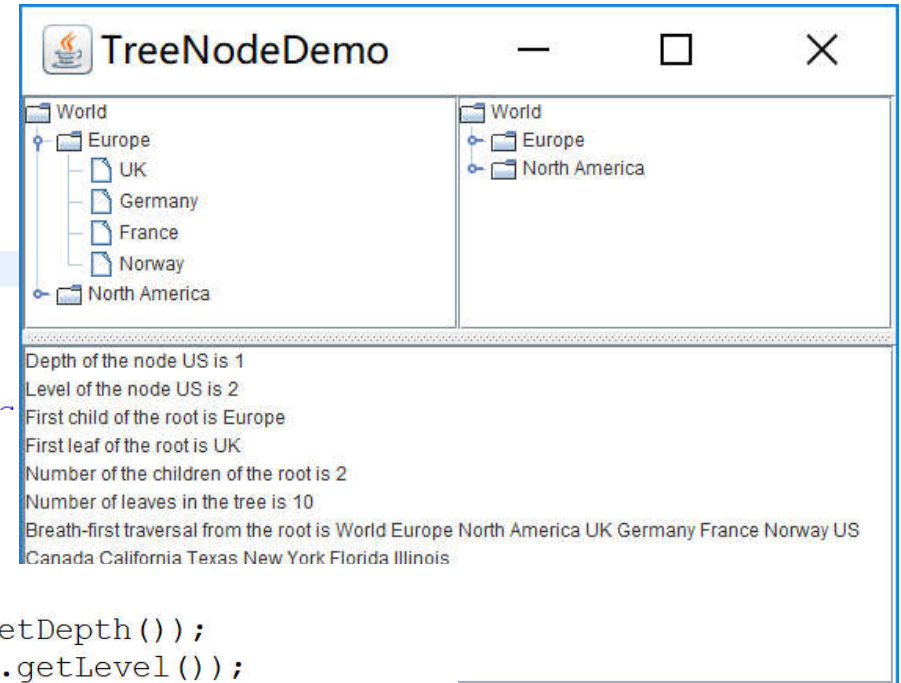 TreeNodeDemo
World
Europe
UK
Germany
France
Norway
North America
World
Europe
North America
Depth of the node US is 1
Level of the node US is 2
First child of the root is Europe
First leaf of the root is UK
Number of the children of the root is 2
Number of leaves in the tree is 10
Breath-first traversal from the root is World Europe North America UK Germany France Norway US
Canada California Texas New York Florida Illinois
etDepth());
.getLevel());